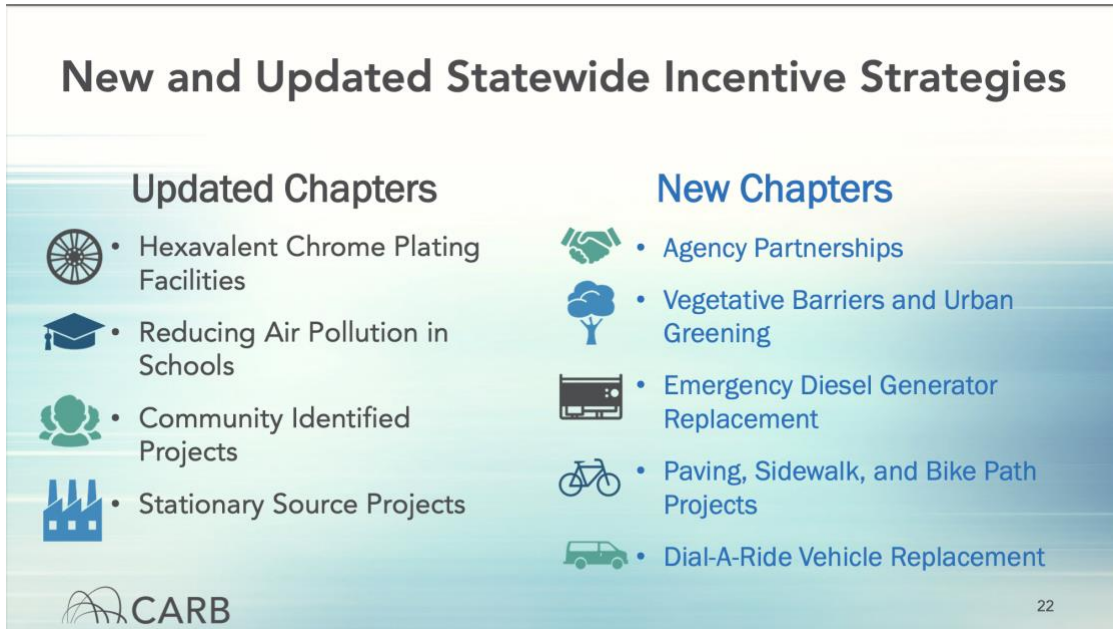 New and Updated Statewide Incentive Strategies
Updated Chapters
• Hexavalent Chrome Plating
Facilities
• Reducing Air Pollution in
Schools
• Community Identified
Projects
• Stationary Source Projects
New Chapters
• Agency Partnerships
• Vegetative Barriers and Urban
Greening
• Emergency Diesel Generator
Replacement
• Paving, Sidewalk, and Bike Path
Projects
• Dial-A-Ride Vehicle Replacement
CARB
22